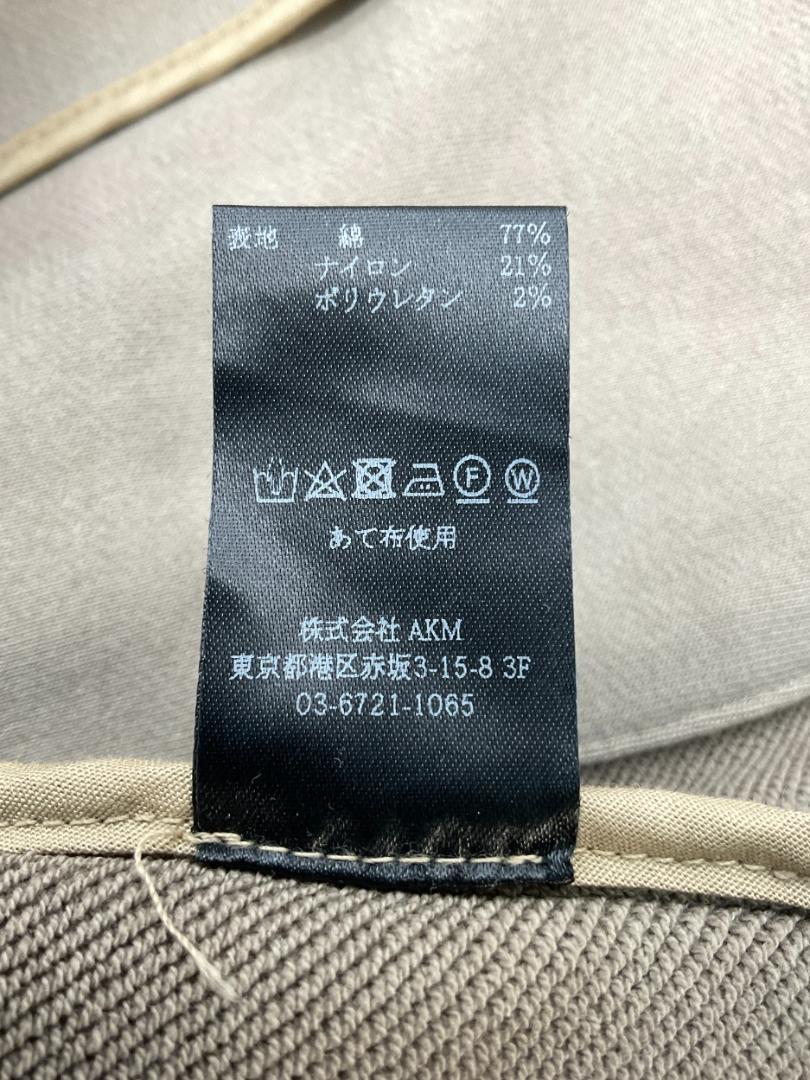 表地 綿 77%
ナイロン 21%
ポリウレタン 2%
F W
あて布使用
株式会社 AKM
東京都港区赤坂3-15-8 3F
03-6721-1065